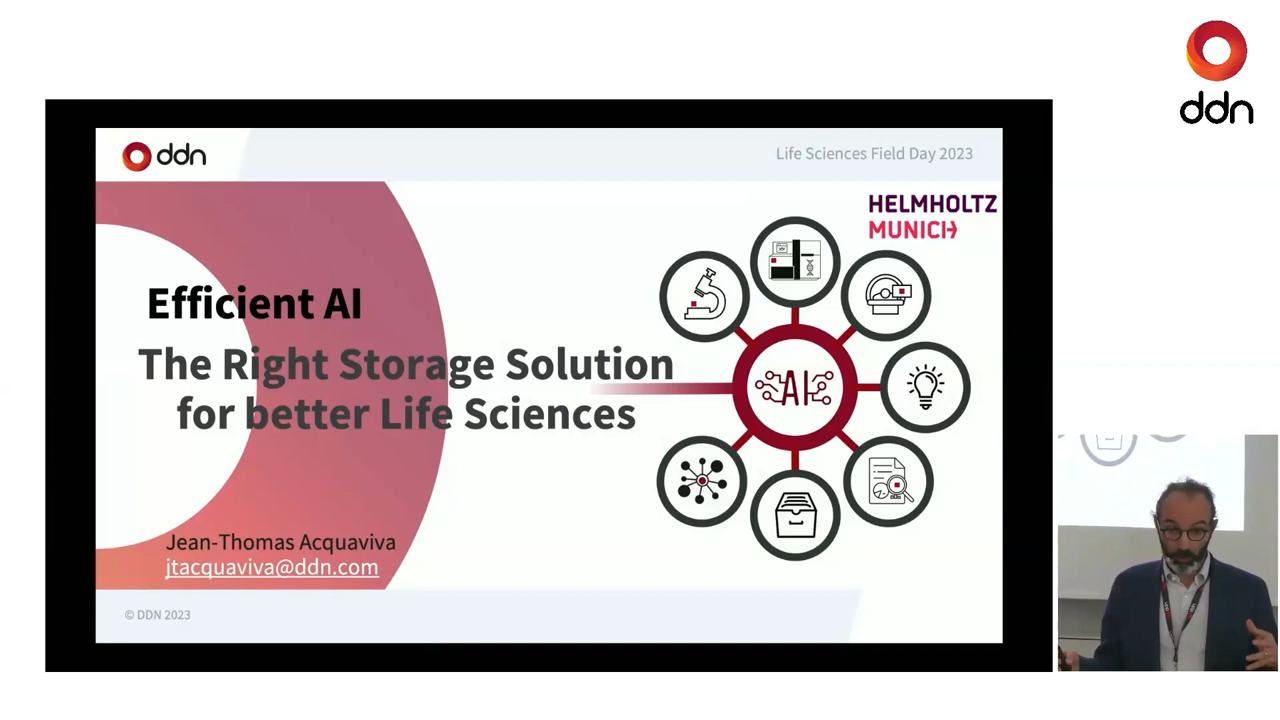 ddn
ddn
Life Sciences Field Day 2023
HELMHOLTZ
MUNICH
Efficient AI
The Right Storage Solution
for better Life Sciences
AI
Jean-Thomas Acquaviva
jtacquaviva@ddn.com
© DDN 2023